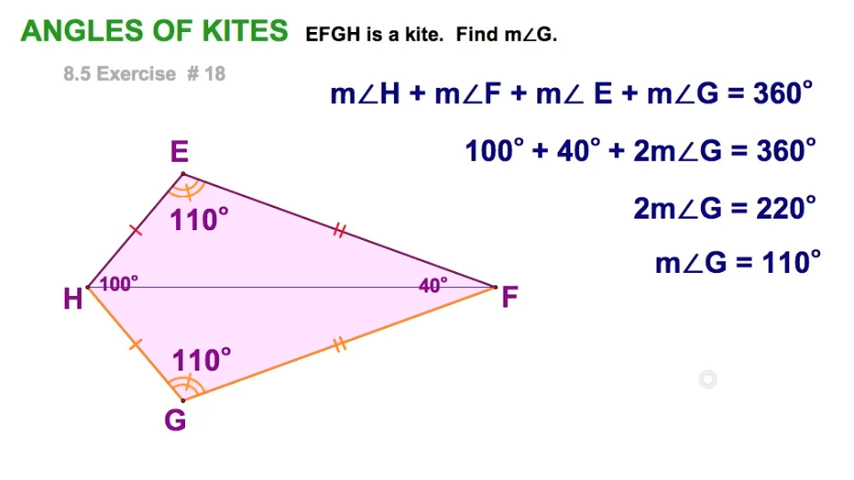 ANGLES OF KITES EFGH is a kite. Find m∠G.
8.5 Exercise # 18
m∠H + m∠F + m∠ E + m∠G = 360°
100° + 40° + 2m∠G = 360°
2m∠G = 220°
m∠G = 110°
E
110°
H
100°
40°
F
110°
G